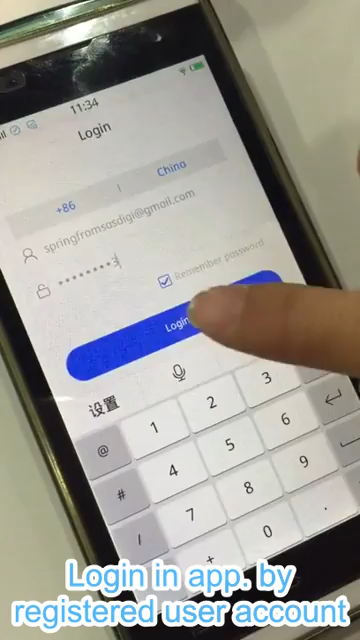 11:34
Login
+86 | China
springfromsasdigi@gmail.com
********3
Remember password
Login
设置
@ 1 2 3
# 4 5 6
/ 7 8 9
+ 0 .
Login in app. by
registered user account